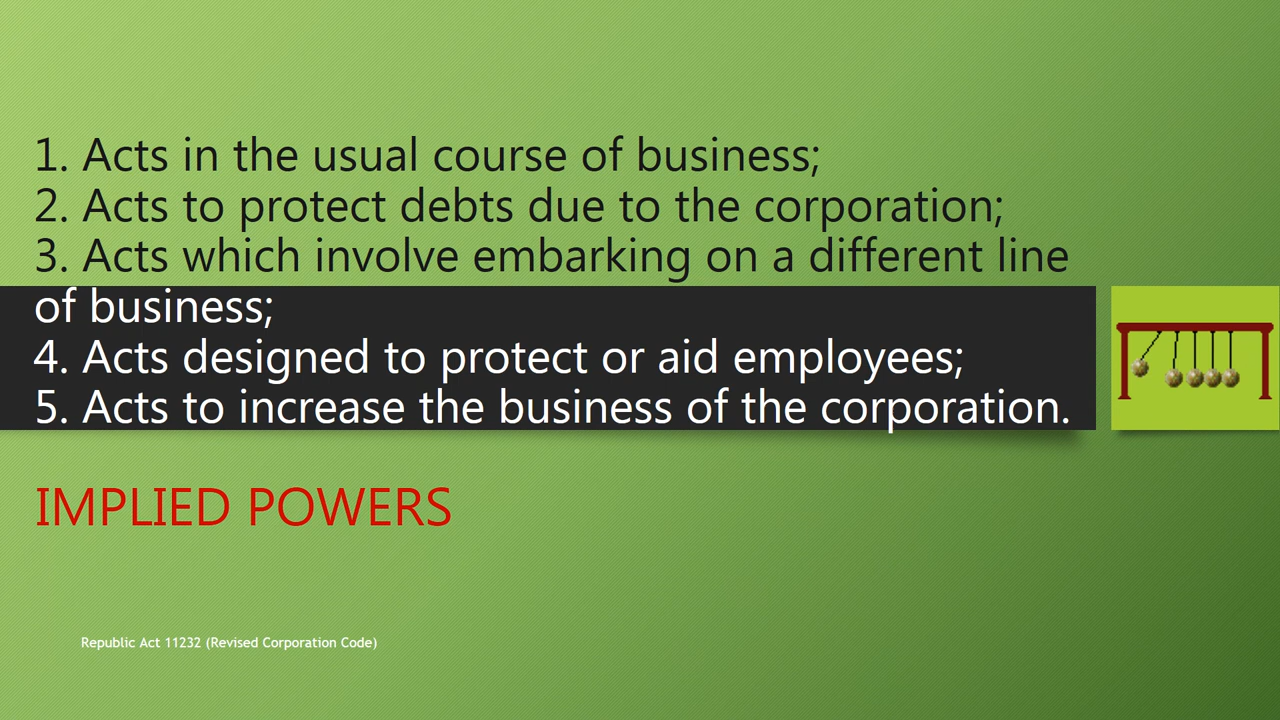 1. Acts in the usual course of business;
2. Acts to protect debts due to the corporation;
3. Acts which involve embarking on a different line
of business;
4. Acts designed to protect or aid employees;
5. Acts to increase the business of the corporation.
IMPLIED POWERS
Republic Act 11232 (Revised Corporation Code)